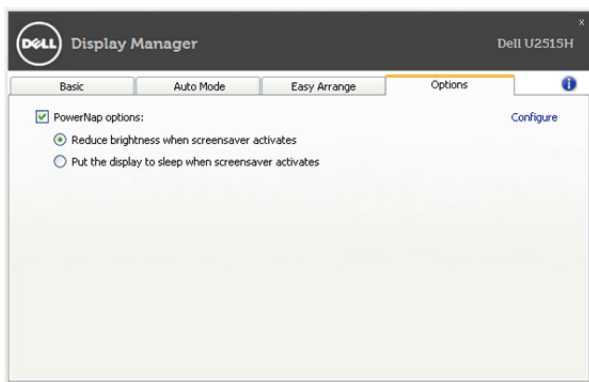 DELL Display Manager
x
Dell U2515H
Basic Auto Mode Easy Arrange Options i
PowerNap options: Configure
Reduce brightness when screensaver activates
Put the display to sleep when screensaver activates